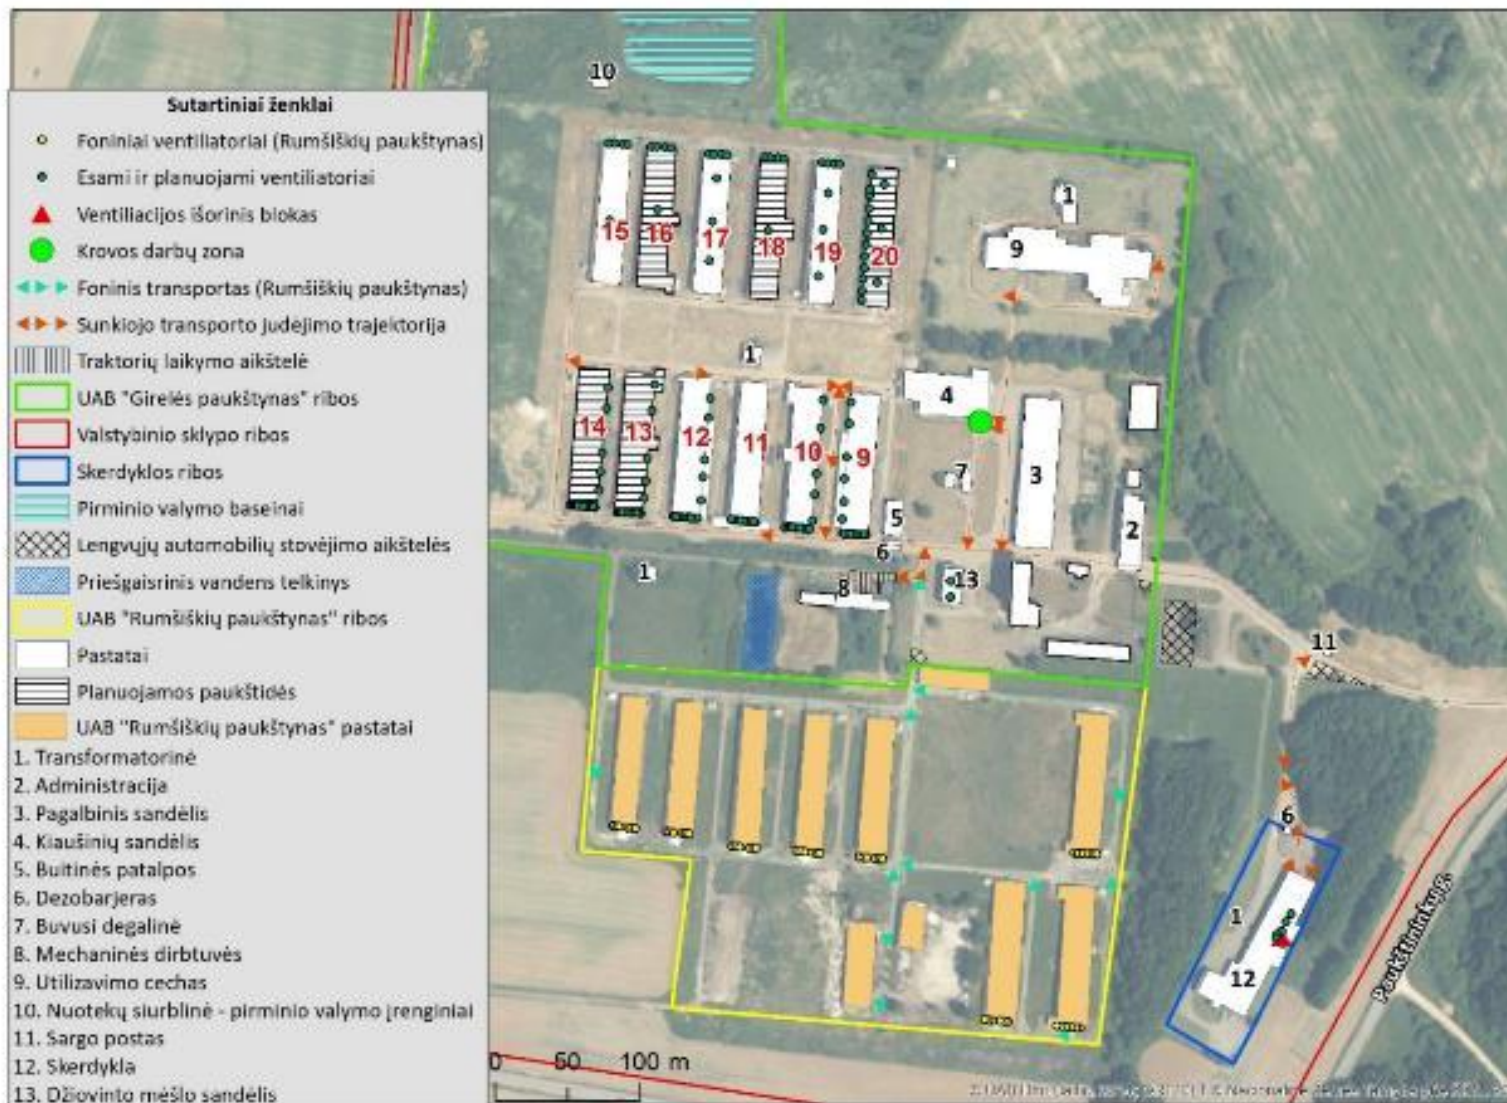 Sutartiniai ženklai
Foniniai ventiliatoriai (Rumšiškių paukštynas)
Esami ir planuojami ventiliatoriai
Ventiliacijos išorinis blokas
Krovos darbų zona
Foninis transportas (Rumšiškių paukštynas)
Sunkiojo transporto judėjimo trajektorija
Traktorių laikymo aikštelė
UAB "Girelės paukštynas" ribos
Valstybinio sklypo ribos
Skerdyklos ribos
Pirminio valymo baseinai
Lengvųjų automobilių stovėjimo aikštelės
Priešgaisrinis vandens telkinys
UAB "Rumšiškių paukštynas" ribos
Pastatai
Planuojamos paukštidės
UAB "Rumšiškių paukštynas" pastatai
1. Transformatorinė
2. Administracija
3. Pagalbinis sandėlis
4. Kiaušinių sandėlis
5. Buitinės patalpos
6. Dezobarjeras
7. Buvusi degalinė
8. Mechaninės dirbtuvės
9. Utilizavimo cechas
10. Nuotekų siurblinė - pirminio valymo įrenginiai
11. Sargo postas
12. Skerdykla
13. Džiovinto mėšlo sandėlis
10
1
15 16 17 18 19 20
9
1
4
14 13 12 11 10 9
7
3
5
2
6
1
8
13
11
6
1
12
Paukštininkų g.
0 50 100 m